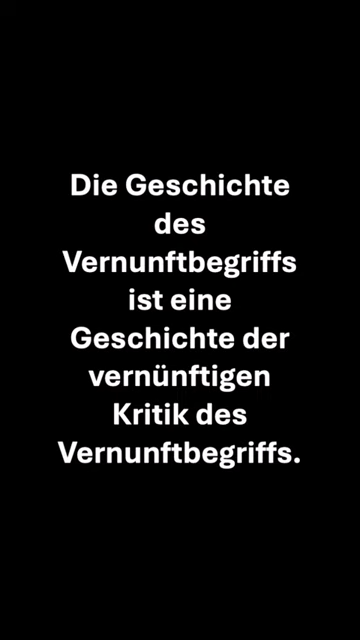 Die Geschichte
des
Vernunftbegriffs
ist eine
Geschichte der
vernünftigen
Kritik des
Vernunftbegriffs.